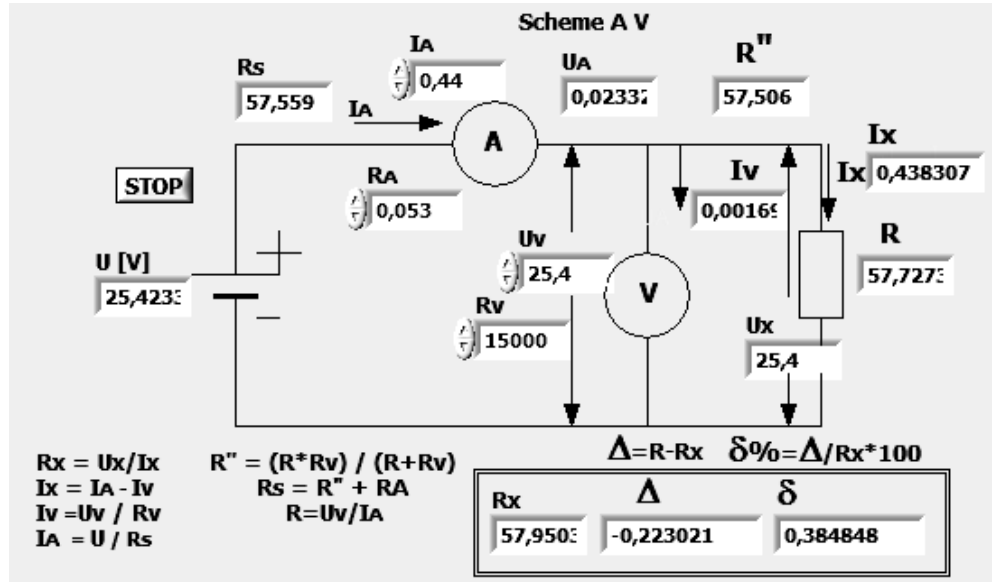 Scheme A V
IA
0,44
UA
0,0233
R"
57,506
Rs
57,559
IA
A
Ix
0,438307
Ix
STOP
RA
0,053
Iv
0,00169
R
57,7273
U [V]
25,4233
Uv
25,4
V
Rv
15000
Ux
25,4
Rx = Ux/Ix
Ix = IA - Iv
Iv =Uv / Rv
IA = U / Rs
R" = (R*Rv) / (R+Rv)
Rs = R" + RA
R=Uv/IA
Δ=R-Rx δ%=Δ/Rx*100
Rx Δ δ
57,9503 -0,223021 0,384848